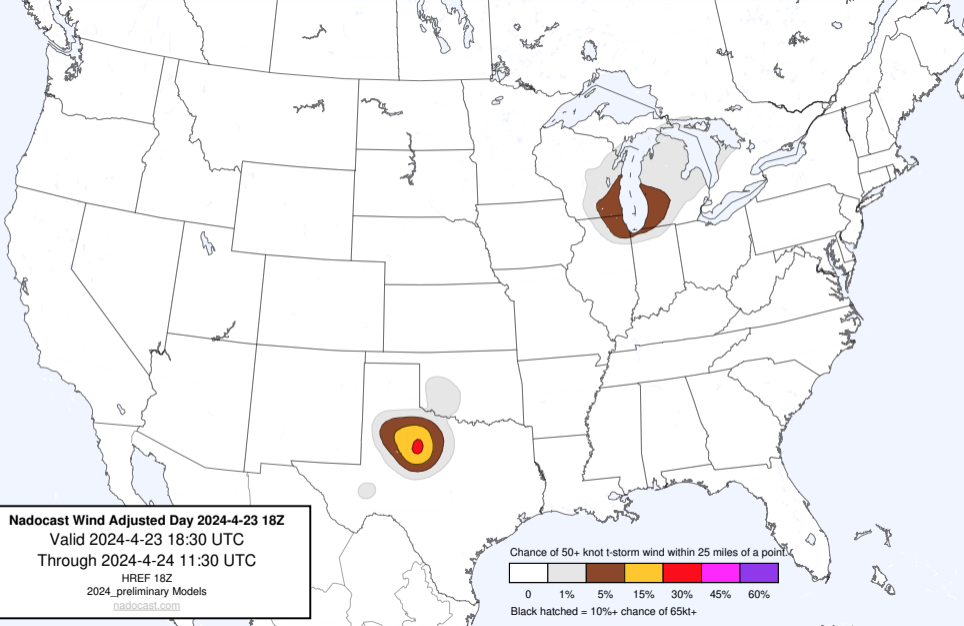 Nadocast Wind Adjusted Day 2024-4-23 18Z
Valid 2024-4-23 18:30 UTC
Through 2024-4-24 11:30 UTC
HREF 18Z
2024_preliminary Models
nadocast.com
Chance of 50+ knot t-storm wind within 25 miles of a point.
0 1% 5% 15% 30% 45% 60%
Black hatched = 10%+ chance of 65kt+